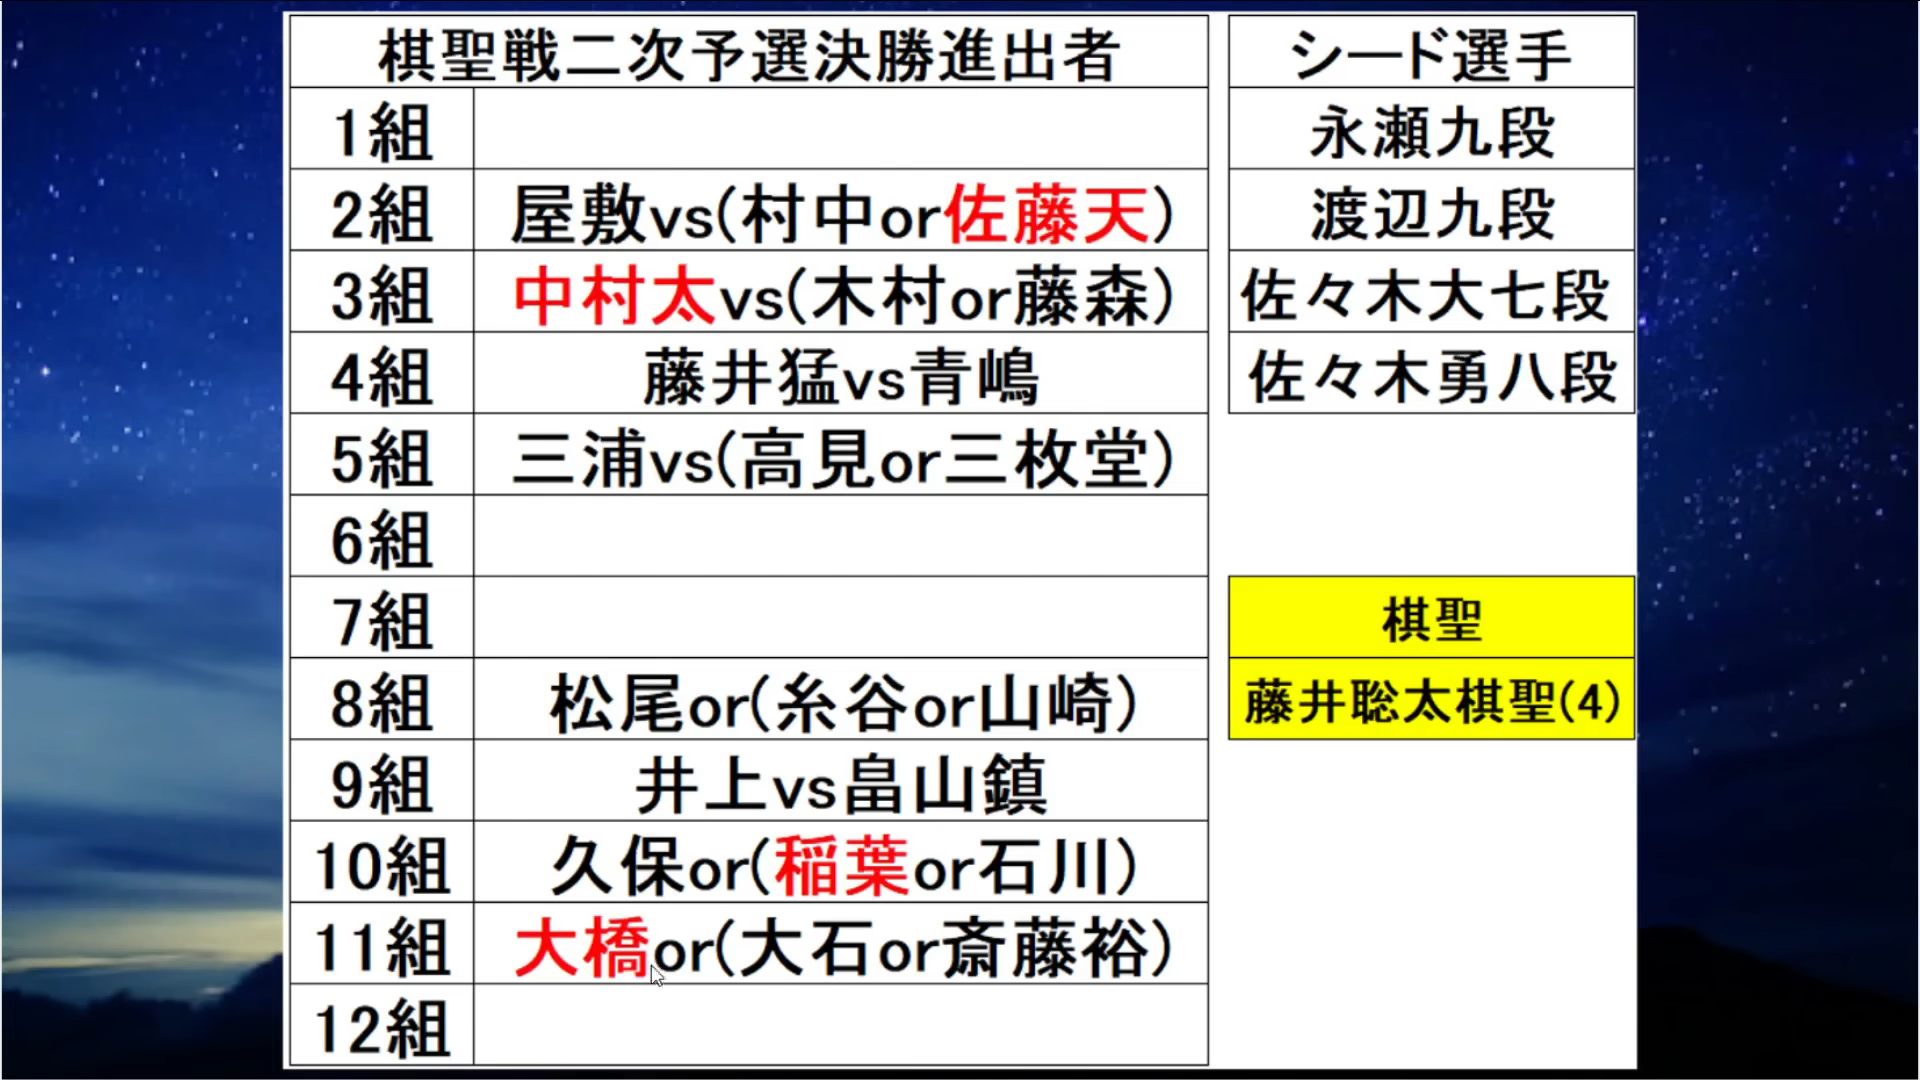 棋聖戦二次予選決勝進出者
1組
2組 屋敷vs(村中or佐藤天)
3組 中村太vs(木村or藤森)
4組 藤井猛vs青嶋
5組 三浦vs(高見or三枚堂)
6組
7組
8組 松尾or(糸谷or山崎)
9組 井上vs畠山鎮
10組 久保or(稲葉or石川)
11組 大橋or(大石or斎藤裕)
12組
シード選手
永瀬九段
渡辺九段
佐々木大七段
佐々木勇八段
棋聖
藤井聡太棋聖(4)